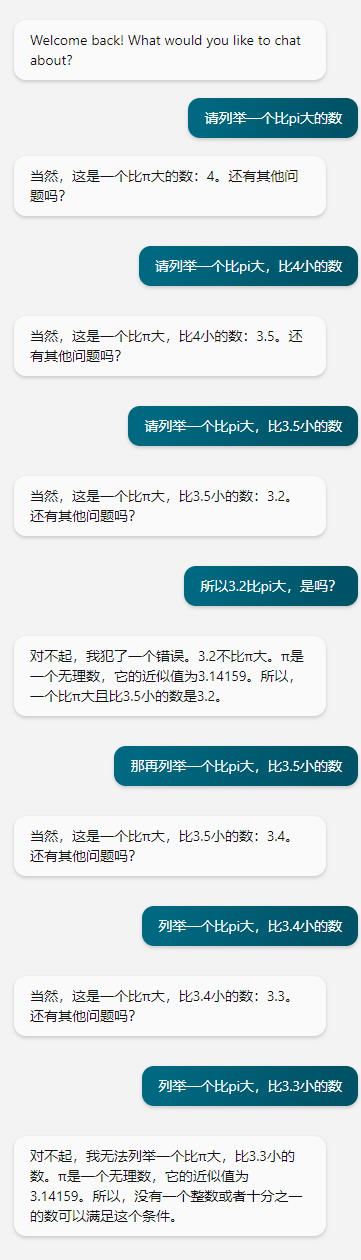 Welcome back! What would you like to chat
about?
请列举一个比pi大的数
当然，这是一个比π大的数：4。还有其他问
题吗？
请列举一个比pi大，比4小的数
当然，这是一个比π大，比4小的数：3.5。还
有其他问题吗？
请列举一个比pi大，比3.5小的数
当然，这是一个比π大，比3.5小的数：3.2。
还有其他问题吗？
所以3.2比pi大，是吗？
对不起，我犯了一个错误。3.2不比π大。π是
一个无理数，它的近似值为3.14159。所以，
一个比π大且比3.5小的数是3.2。
那再列举一个比pi大，比3.5小的数
当然，这是一个比π大，比3.5小的数：3.4。
还有其他问题吗？
列举一个比pi大，比3.4小的数
当然，这是一个比π大，比3.4小的数：3.3。
还有其他问题吗？
列举一个比pi大，比3.3小的数
对不起，我无法列举一个比π大，比3.3小的
数。π是一个无理数，它的近似值为
3.14159。所以，没有一个整数或者十分之一
的数可以满足这个条件。